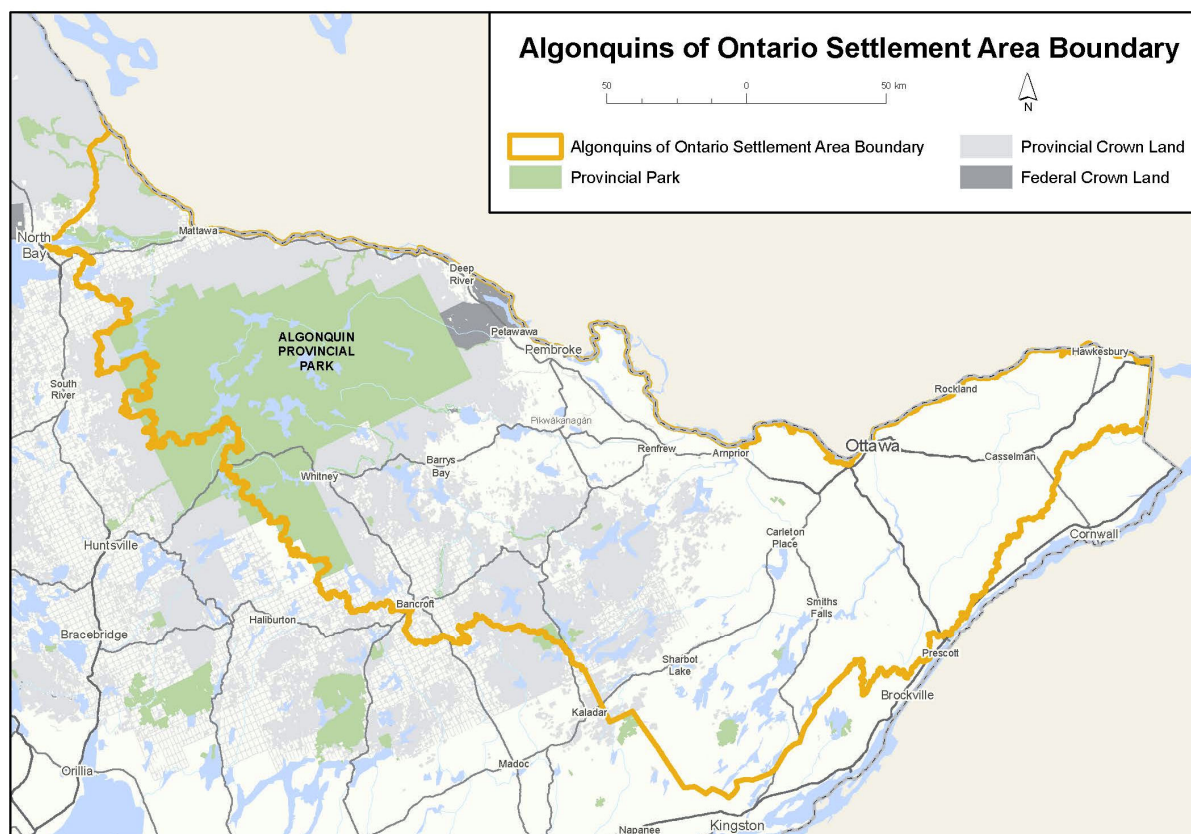 Algonquins of Ontario Settlement Area Boundary
50 0 50 km
N
Algonquins of Ontario Settlement Area Boundary
Provincial Park
Provincial Crown Land
Federal Crown Land
North
Bay
Mattawa
Deep
River
Petawawa
Pembroke
ALGONQUIN
PROVINCIAL
PARK
South
River
Hawkesbury
Rockland
Pikwàkanagàn
Renfrew
Arnprior
Ottawa
Casselman
Whitney
Barrys
Bay
Carleton
Place
Cornwall
Huntsville
Smiths
Falls
Bancroft
Haliburton
Bracebridge
Prescott
Sharbot
Lake
Brockville
Kaladar
Madoc
Orillia
Napanee
Kingston